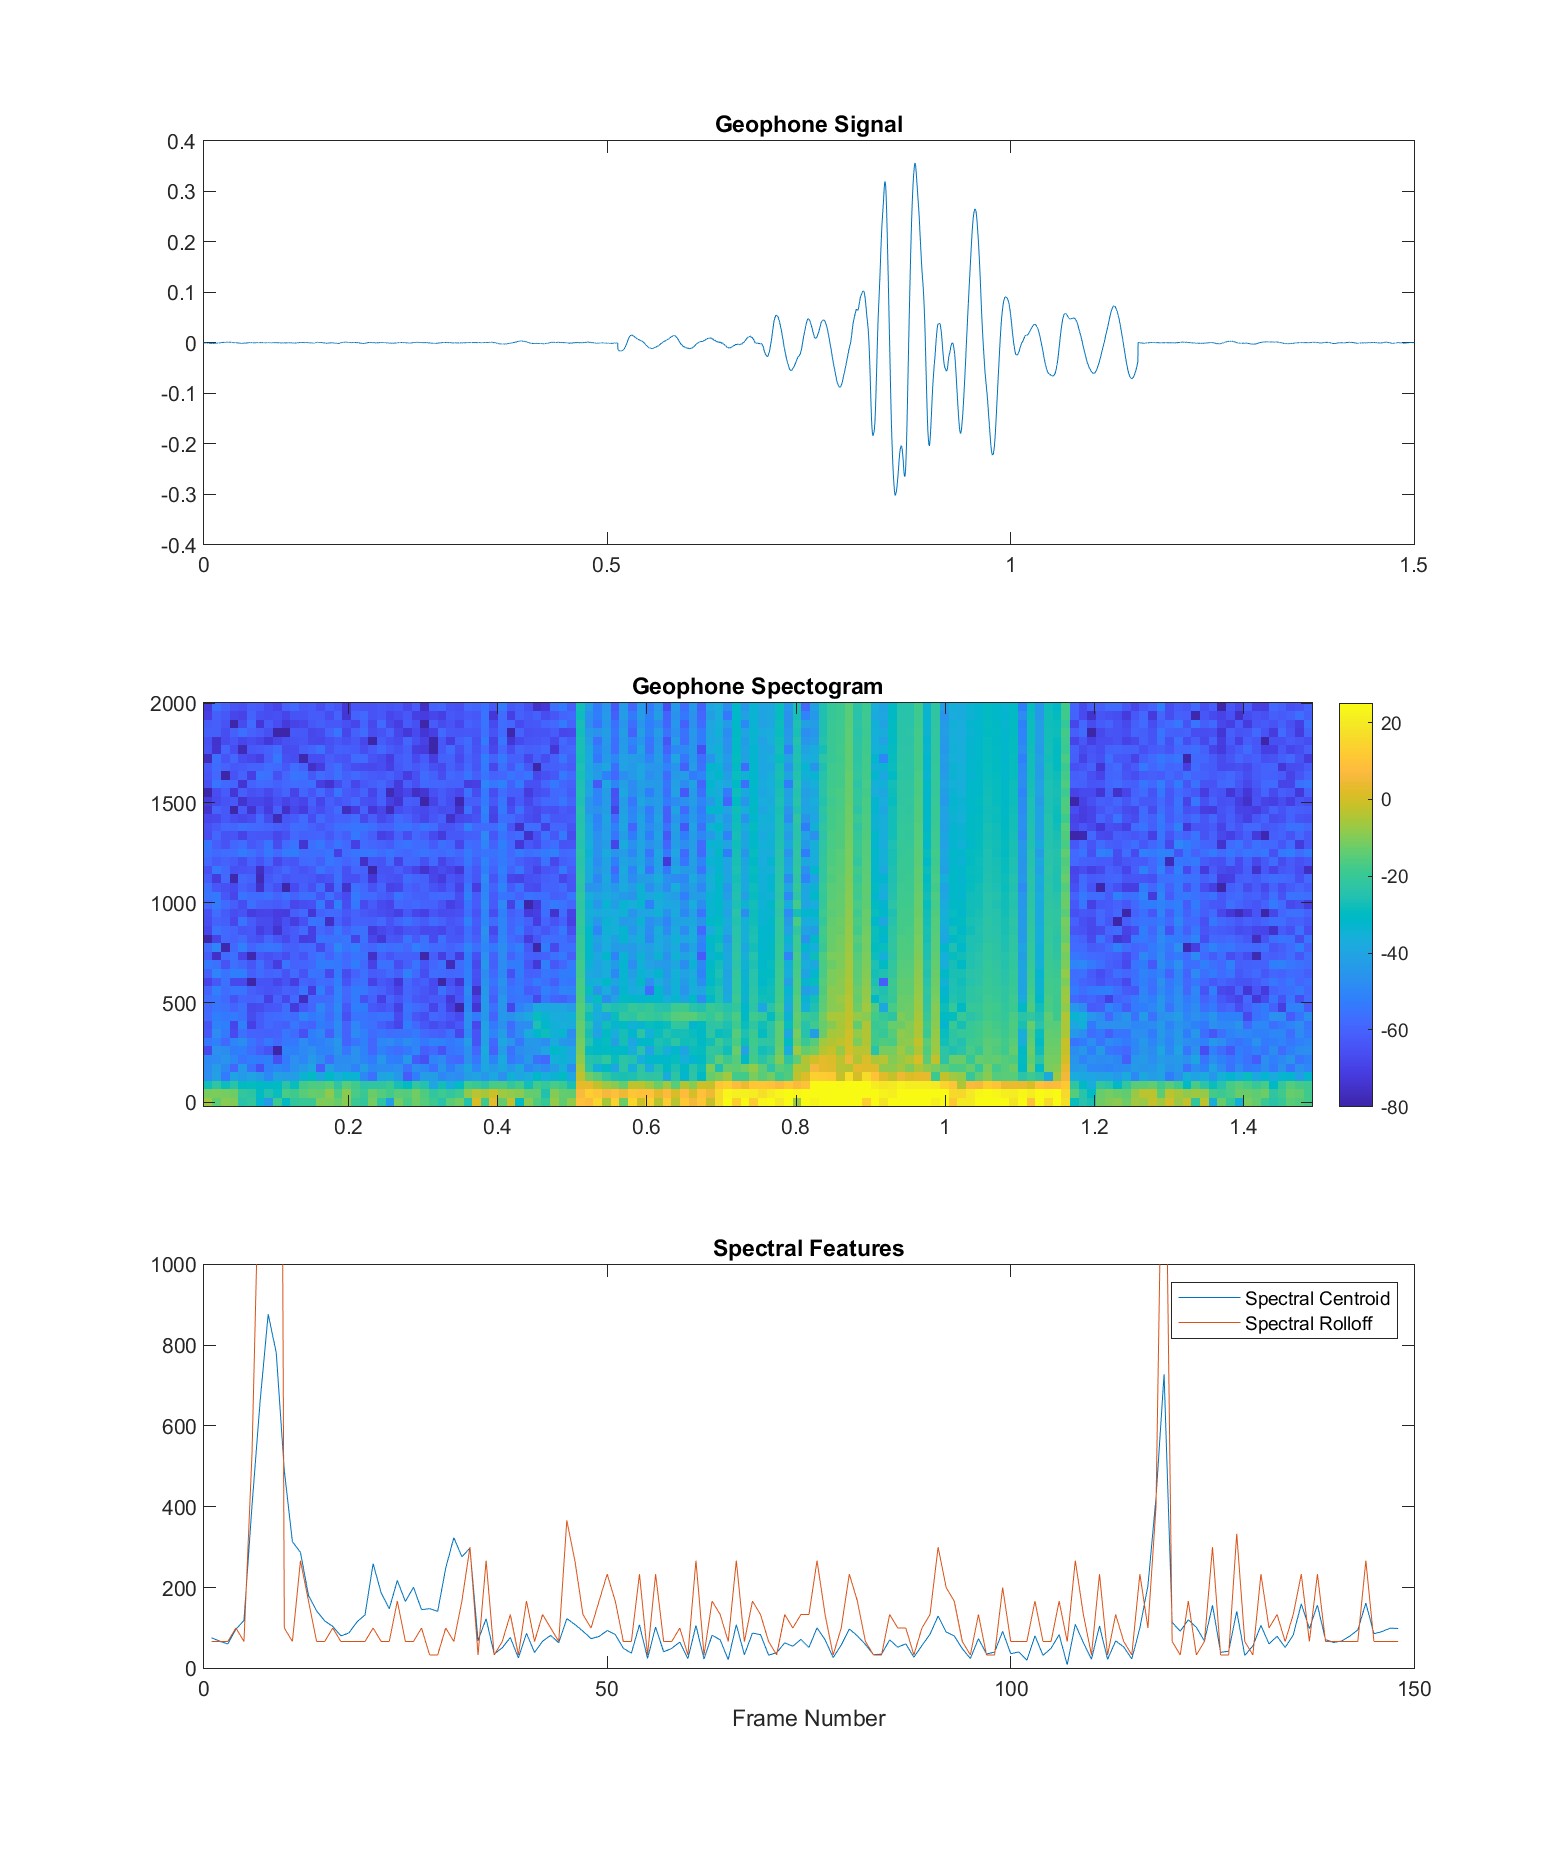 Geophone Signal
0.4
0.3
0.2
0.1
0
-0.1
-0.2
-0.3
-0.4
0 0.5 1 1.5
Geophone Spectogram
2000
1500
1000
500
0
0.2 0.4 0.6 0.8 1 1.2 1.4
20
0
-20
-40
-60
-80
Spectral Features
1000
800
600
400
200
0
Spectral Centroid
Spectral Rolloff
0 50 100 150
Frame Number